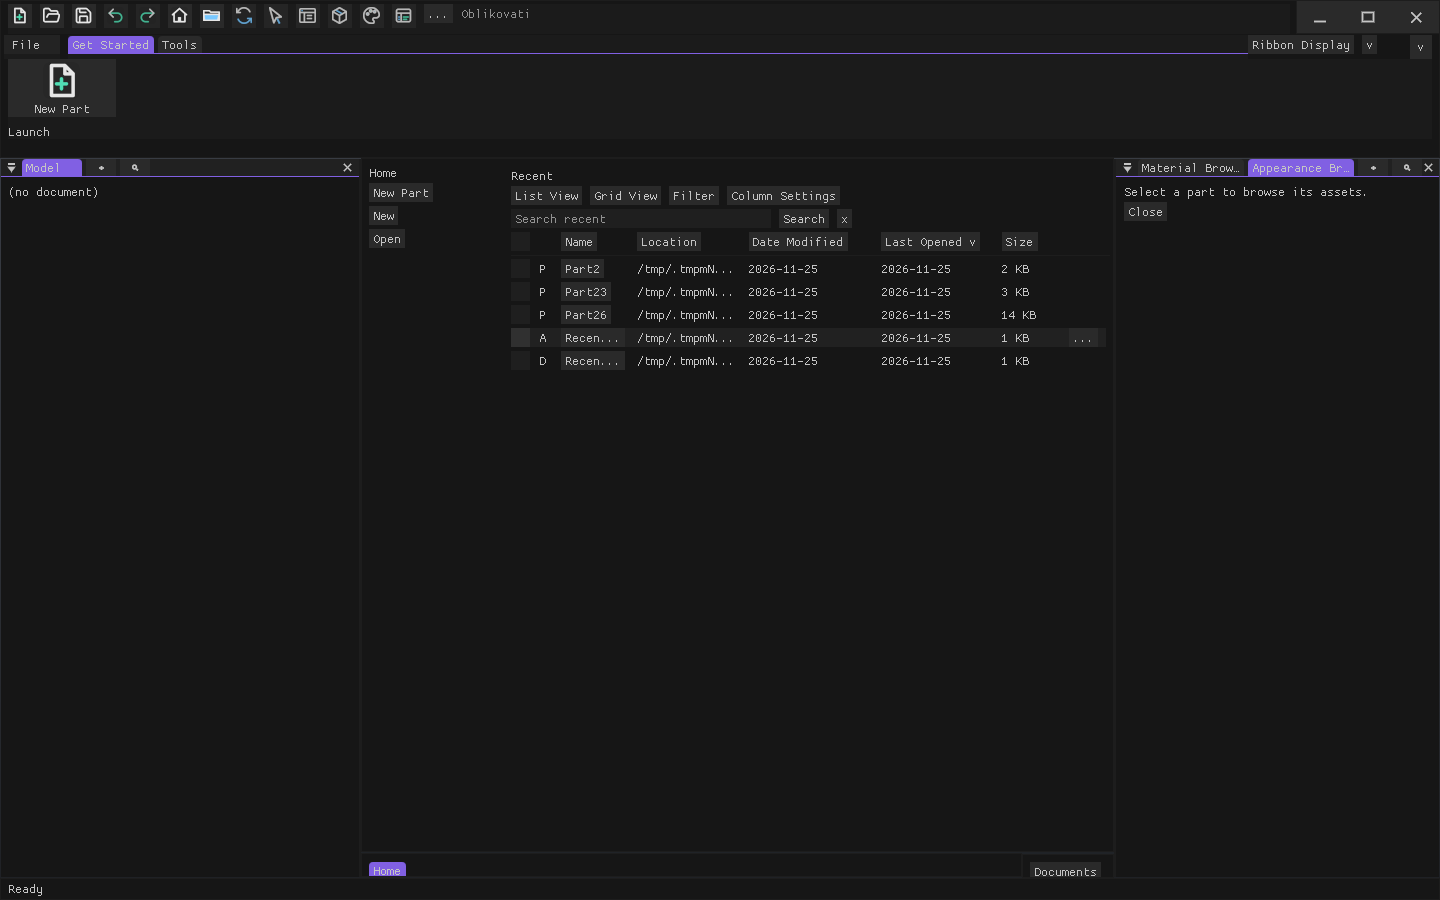 ... Oblikovati
File Get Started Tools Ribbon Display v v
New Part
Launch
Model
(no document)
Home
New Part
New
Open
Recent
List View Grid View Filter Column Settings
Search recent Search x
Name Location Date Modified Last Opened v Size
P Part2 /tmp/.tmpmN... 2026-11-25 2026-11-25 2 KB
P Part23 /tmp/.tmpmN... 2026-11-25 2026-11-25 3 KB
P Part26 /tmp/.tmpmN... 2026-11-25 2026-11-25 14 KB
A Recen... /tmp/.tmpmN... 2026-11-25 2026-11-25 1 KB ...
D Recen... /tmp/.tmpmN... 2026-11-25 2026-11-25 1 KB
Material Brow… Appearance Br…
Select a part to browse its assets.
Close
Home Documents
Ready